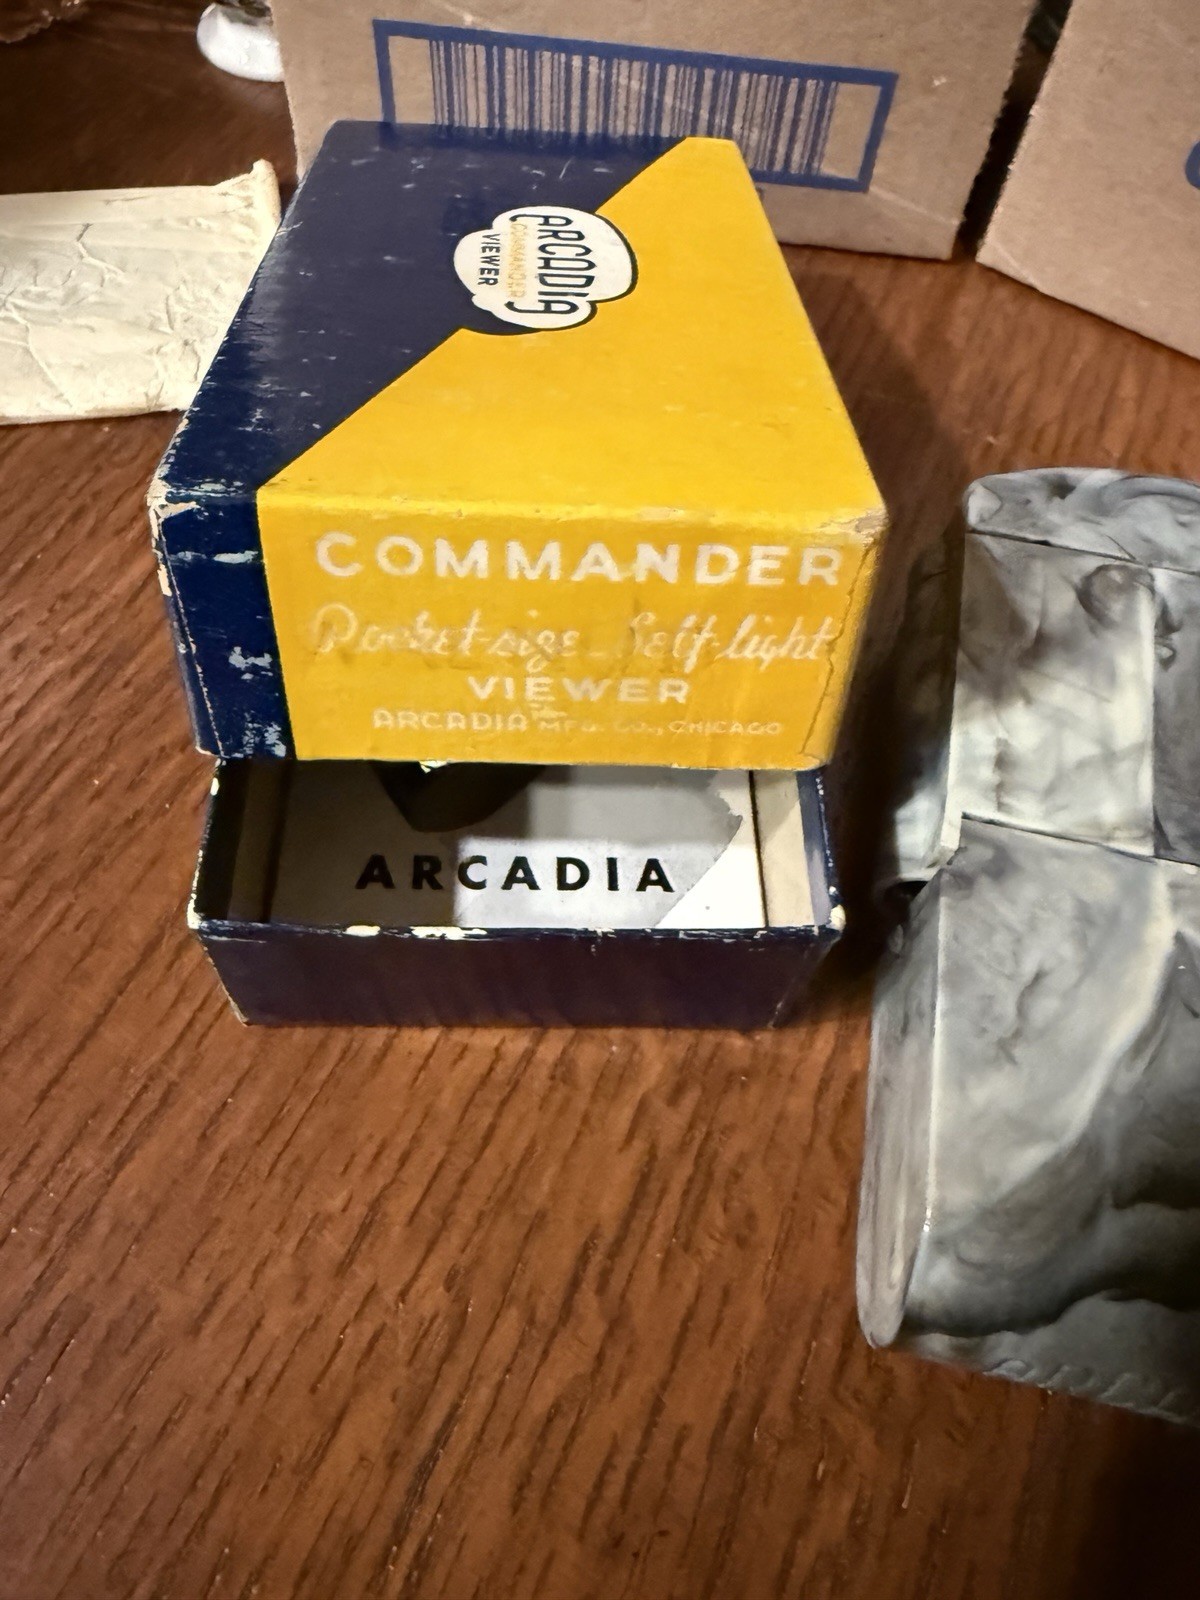 ARCADIA
COMMANDER
VIEWER
COMMANDER
Pocket-size Self-light
VIEWER
ARCADIA MFG. CO., CHICAGO
ARCADIA